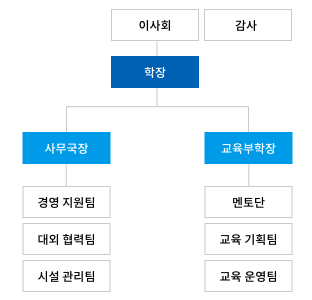 이사회 감사
학장
사무국장 교육부학장
경영 지원팀 멘토단
대외 협력팀 교육 기획팀
시설 관리팀 교육 운영팀